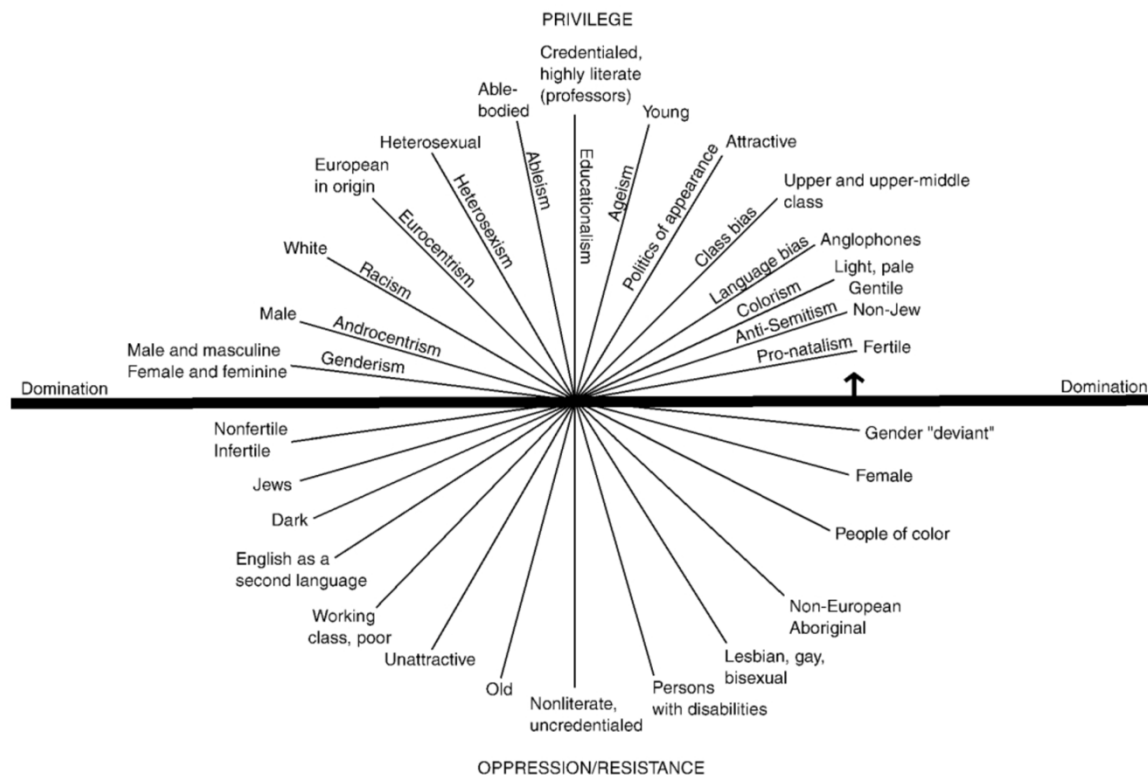 PRIVILEGE
Credentialed,
highly literate
(professors)
Able-
bodied
Young
Heterosexual
Attractive
European
in origin
Upper and upper-middle
class
White
Anglophones
Light, pale
Gentile
Non-Jew
Male
Male and masculine
Female and feminine
Fertile
Genderism
Androcentrism
Racism
Eurocentrism
Heterosexism
Ableism
Educationalism
Ageism
Politics of appearance
Class bias
Language bias
Colorism
Anti-Semitism
Pro-natalism
Domination
Domination
Nonfertile
Infertile
Gender "deviant"
Jews
Female
Dark
People of color
English as a
second language
Working
class, poor
Non-European
Aboriginal
Unattractive
Lesbian, gay,
bisexual
Old
Nonliterate,
uncredentialed
Persons
with disabilities
OPPRESSION/RESISTANCE